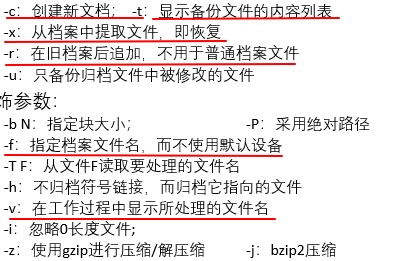 -c：创建新文档； -t：显示备份文件的内容列表
-x：从档案中提取文件，即恢复
-r：在旧档案后追加，不用于普通档案文件
-u：只备份归档文件中被修改的文件
饰参数：
-b N：指定块大小； -P：采用绝对路径
-f：指定档案文件名，而不使用默认设备
-T F：从文件F读取要处理的文件名
-h：不归档符号链接，而归档它指向的文件
-v：在工作过程中显示所处理的文件名
-i：忽略0长度文件;
-z：使用gzip进行压缩/解压缩 -j：bzip2压缩